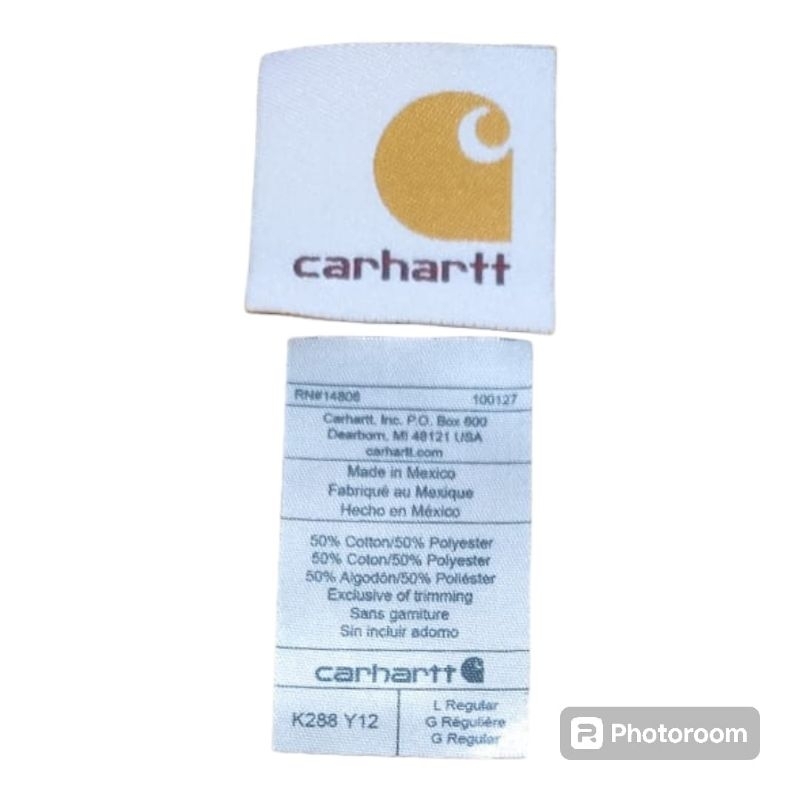 carhartt
RN#14806 100127
Carhartt, Inc. P.O. Box 600
Dearborn, MI 48121 USA
carhartt.com
Made in Mexico
Fabriqué au Mexique
Hecho en México
50% Cotton/50% Polyester
50% Coton/50% Polyester
50% Algodón/50% Poliéster
Exclusive of trimming
Sans garniture
Sin incluir adorno
carhartt
K288 Y12
L Regular
G Régulière
G Regular
Photoroom